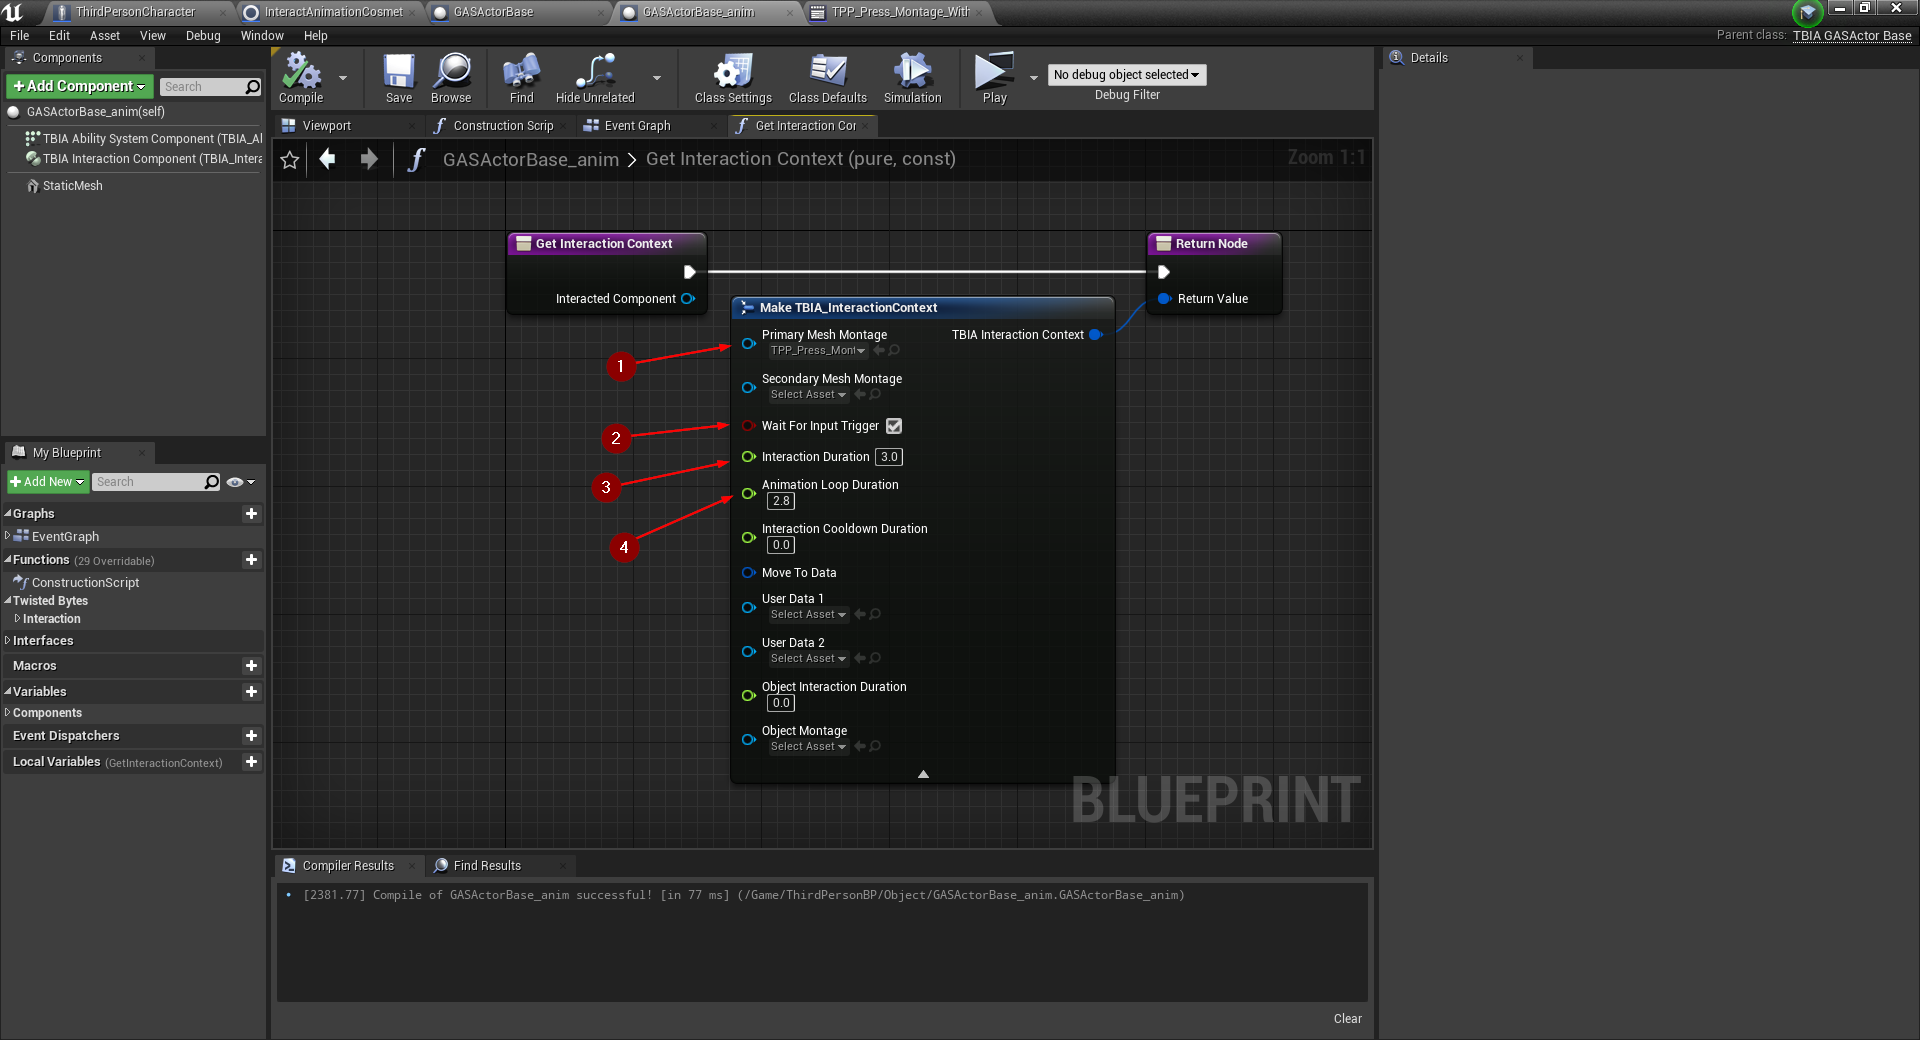 ThirdPersonCharacter
InteractAnimationCosmet
GASActorBase
GASActorBase_anim
TPP_Press_Montage_With
File Edit Asset View Debug Window Help
Parent class: TBIA GASActor Base
Components
+Add Component
Search
GASActorBase_anim(self)
TBIA Ability System Component (TBIA_Al
TBIA Interaction Component (TBIA_Intera
StaticMesh
Compile
Save
Browse
Find
Hide Unrelated
Class Settings
Class Defaults
Simulation
Play
No debug object selected
Debug Filter
Details
Viewport
Construction Scrip
Event Graph
Get Interaction Cor
GASActorBase_anim > Get Interaction Context (pure, const)
Zoom 1:1
Get Interaction Context
Interacted Component
Return Node
Return Value
Make TBIA_InteractionContext
Primary Mesh Montage
TPP_Press_Mont
TBIA Interaction Context
Secondary Mesh Montage
Select Asset
Wait For Input Trigger
Interaction Duration 3.0
Animation Loop Duration
2.8
Interaction Cooldown Duration
0.0
Move To Data
User Data 1
Select Asset
User Data 2
Select Asset
Object Interaction Duration
0.0
Object Montage
Select Asset
1
2
3
4
BLUEPRINT
My Blueprint
+Add New
Search
Graphs
EventGraph
Functions (29 Overridable)
ConstructionScript
Twisted Bytes
Interaction
Interfaces
Macros
Variables
Components
Event Dispatchers
Local Variables (GetInteractionContext)
Compiler Results
Find Results
[2381.77] Compile of GASActorBase_anim successful! [in 77 ms] (/Game/ThirdPersonBP/Object/GASActorBase_anim.GASActorBase_anim)
Clear